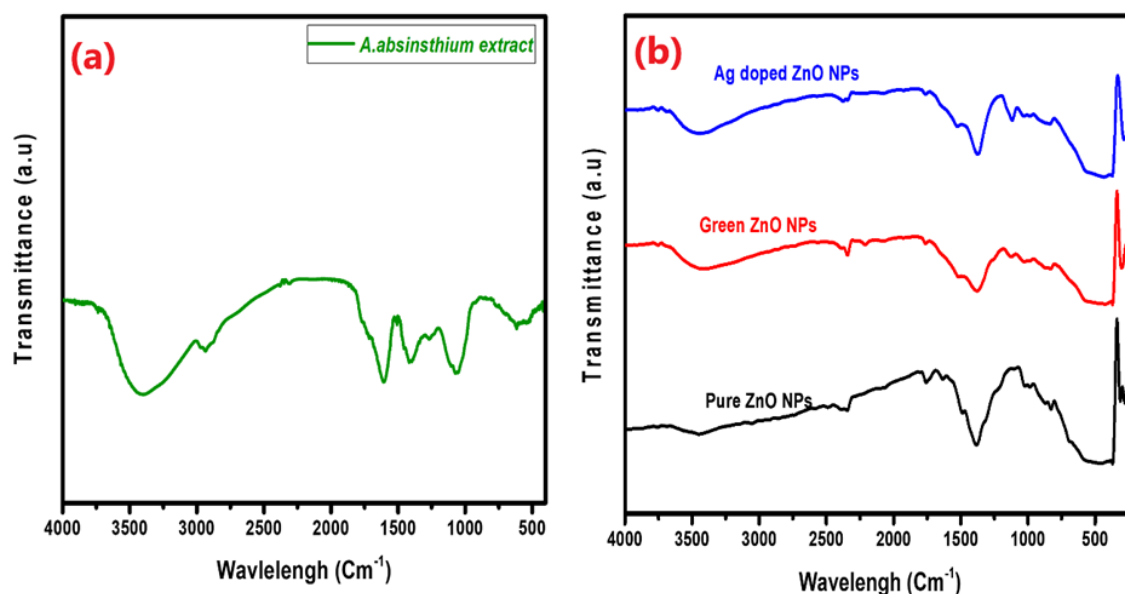 (a)
A.absinsthium extract
Transmittance (a.u)
4000 3500 3000 2500 2000 1500 1000 500
Wavlelengh (Cm-1)
(b)
Ag doped ZnO NPs
Green ZnO NPs
Pure ZnO NPs
Transmittance (a.u)
4000 3500 3000 2500 2000 1500 1000 500
Wavelengh (Cm-1)